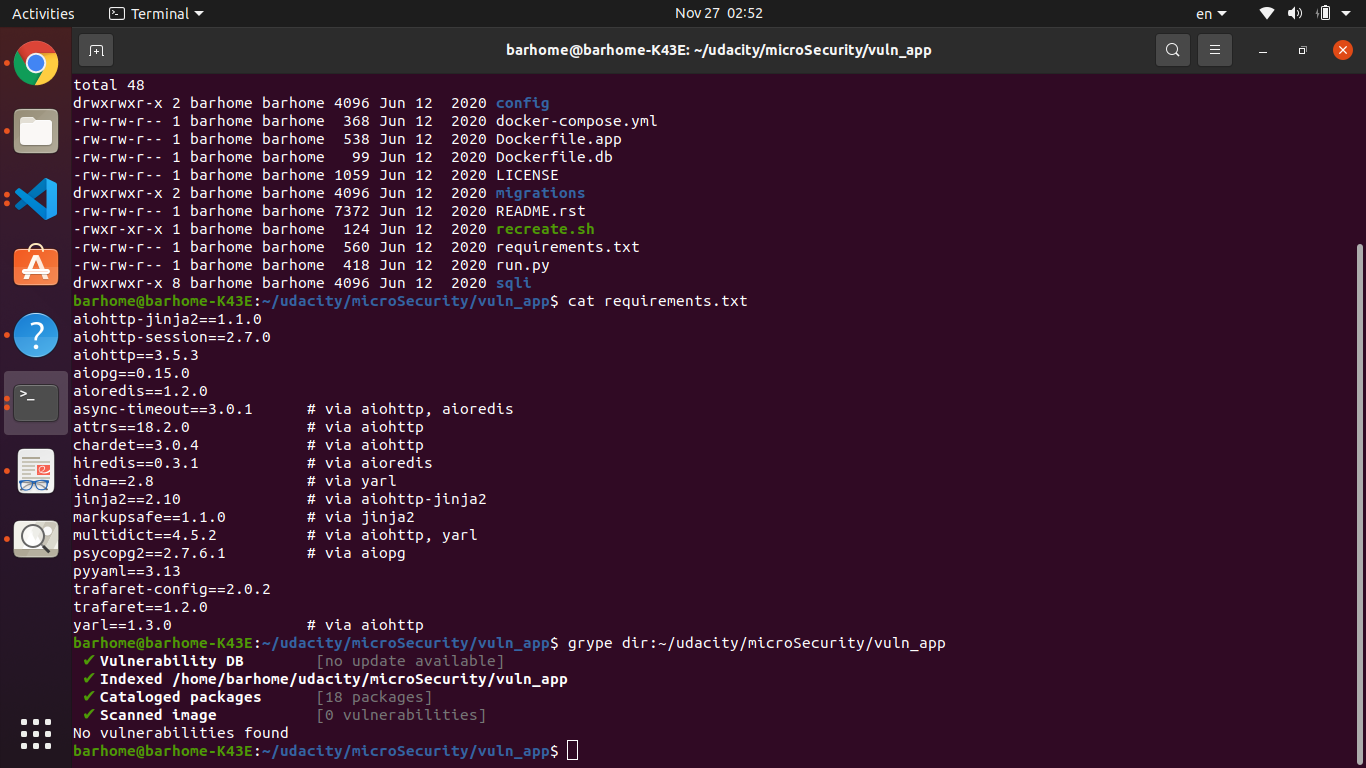 Activities Terminal Nov 27 02:52 en
barhome@barhome-K43E: ~/udacity/microSecurity/vuln_app
total 48
drwxrwxr-x 2 barhome barhome 4096 Jun 12  2020 config
-rw-rw-r-- 1 barhome barhome  368 Jun 12  2020 docker-compose.yml
-rw-rw-r-- 1 barhome barhome  538 Jun 12  2020 Dockerfile.app
-rw-rw-r-- 1 barhome barhome   99 Jun 12  2020 Dockerfile.db
-rw-rw-r-- 1 barhome barhome 1059 Jun 12  2020 LICENSE
drwxrwxr-x 2 barhome barhome 4096 Jun 12  2020 migrations
-rw-rw-r-- 1 barhome barhome 7372 Jun 12  2020 README.rst
-rwxr-xr-x 1 barhome barhome  124 Jun 12  2020 recreate.sh
-rw-rw-r-- 1 barhome barhome  560 Jun 12  2020 requirements.txt
-rw-rw-r-- 1 barhome barhome  418 Jun 12  2020 run.py
drwxrwxr-x 8 barhome barhome 4096 Jun 12  2020 sqli
barhome@barhome-K43E:~/udacity/microSecurity/vuln_app$ cat requirements.txt
aiohttp-jinja2==1.1.0
aiohttp-session==2.7.0
aiohttp==3.5.3
aiopg==0.15.0
aioredis==1.2.0
async-timeout==3.0.1      # via aiohttp, aioredis
attrs==18.2.0             # via aiohttp
chardet==3.0.4            # via aiohttp
hiredis==0.3.1            # via aioredis
idna==2.8                 # via yarl
jinja2==2.10              # via aiohttp-jinja2
markupsafe==1.1.0         # via jinja2
multidict==4.5.2          # via aiohttp, yarl
psycopg2==2.7.6.1         # via aiopg
pyyaml==3.13
trafaret-config==2.0.2
trafaret==1.2.0
yarl==1.3.0               # via aiohttp
barhome@barhome-K43E:~/udacity/microSecurity/vuln_app$ grype dir:~/udacity/microSecurity/vuln_app
✔ Vulnerability DB        [no update available]
✔ Indexed /home/barhome/udacity/microSecurity/vuln_app
✔ Cataloged packages      [18 packages]
✔ Scanned image           [0 vulnerabilities]
No vulnerabilities found
barhome@barhome-K43E:~/udacity/microSecurity/vuln_app$